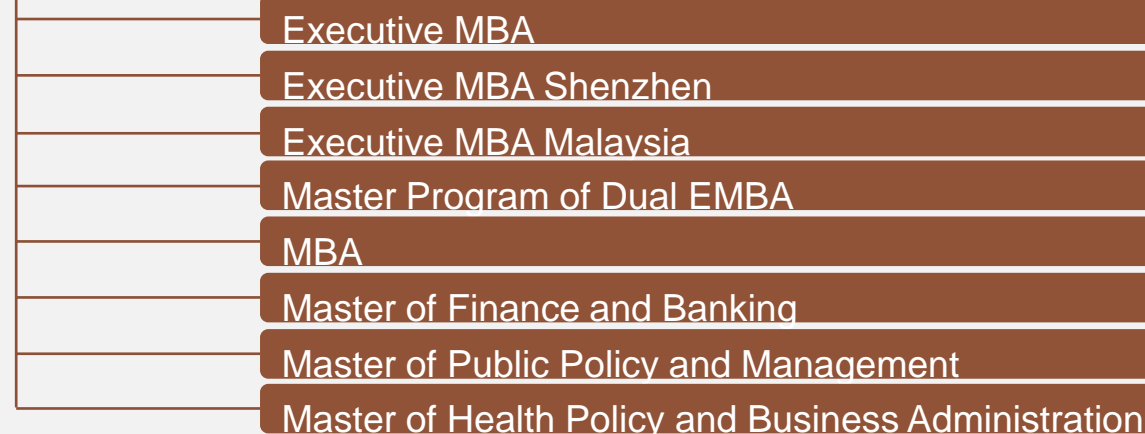 Executive MBA
Executive MBA Shenzhen
Executive MBA Malaysia
Master Program of Dual EMBA
MBA
Master of Finance and Banking
Master of Public Policy and Management
Master of Health Policy and Business Administration